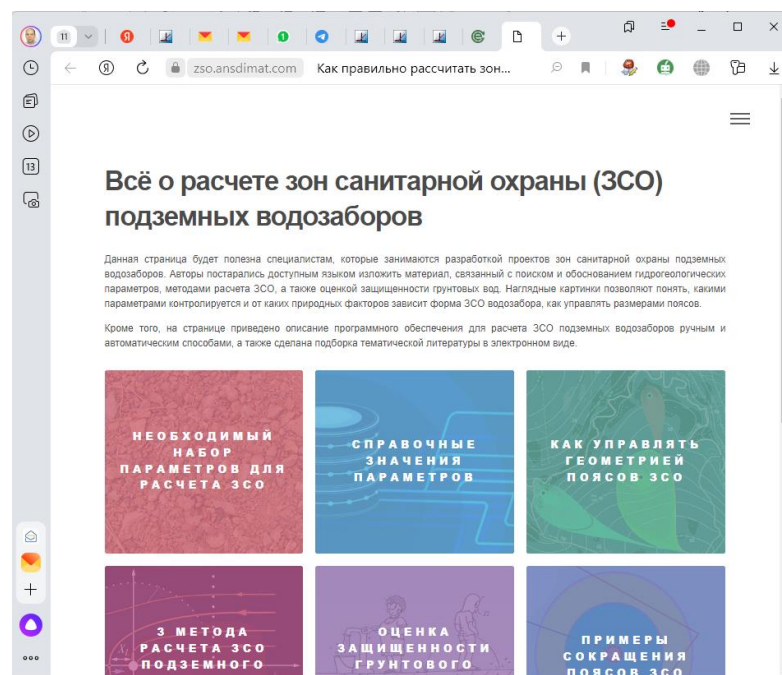 11
1
zso.ansdimat.com Как правильно рассчитать зон...
13
Всё о расчете зон санитарной охраны (ЗСО)
подземных водозаборов
Данная страница будет полезна специалистам, которые занимаются разработкой проектов зон санитарной охраны подземных
водозаборов. Авторы постарались доступным языком изложить материал, связанный с поиском и обоснованием гидрогеологических
параметров, методами расчета ЗСО, а также оценкой защищенности грунтовых вод. Наглядные картинки позволяют понять, какими
параметрами контролируется и от каких природных факторов зависит форма ЗСО водозабора, как управлять размерами поясов.
Кроме того, на странице приведено описание программного обеспечения для расчета ЗСО подземных водозаборов ручным и
автоматическим способами, а также сделана подборка тематической литературы в электронном виде.
НЕОБХОДИМЫЙ
НАБОР
ПАРАМЕТРОВ ДЛЯ
РАСЧЕТА ЗСО
СПРАВОЧНЫЕ
ЗНАЧЕНИЯ
ПАРАМЕТРОВ
КАК УПРАВЛЯТЬ
ГЕОМЕТРИЕЙ
ПОЯСОВ ЗСО
3 МЕТОДА
РАСЧЕТА ЗСО
ПОДЗЕМНОГО
ОЦЕНКА
ЗАЩИЩЕННОСТИ
ГРУНТОВОГО
ПРИМЕРЫ
СОКРАЩЕНИЯ
ПОЯСОВ ЗСО